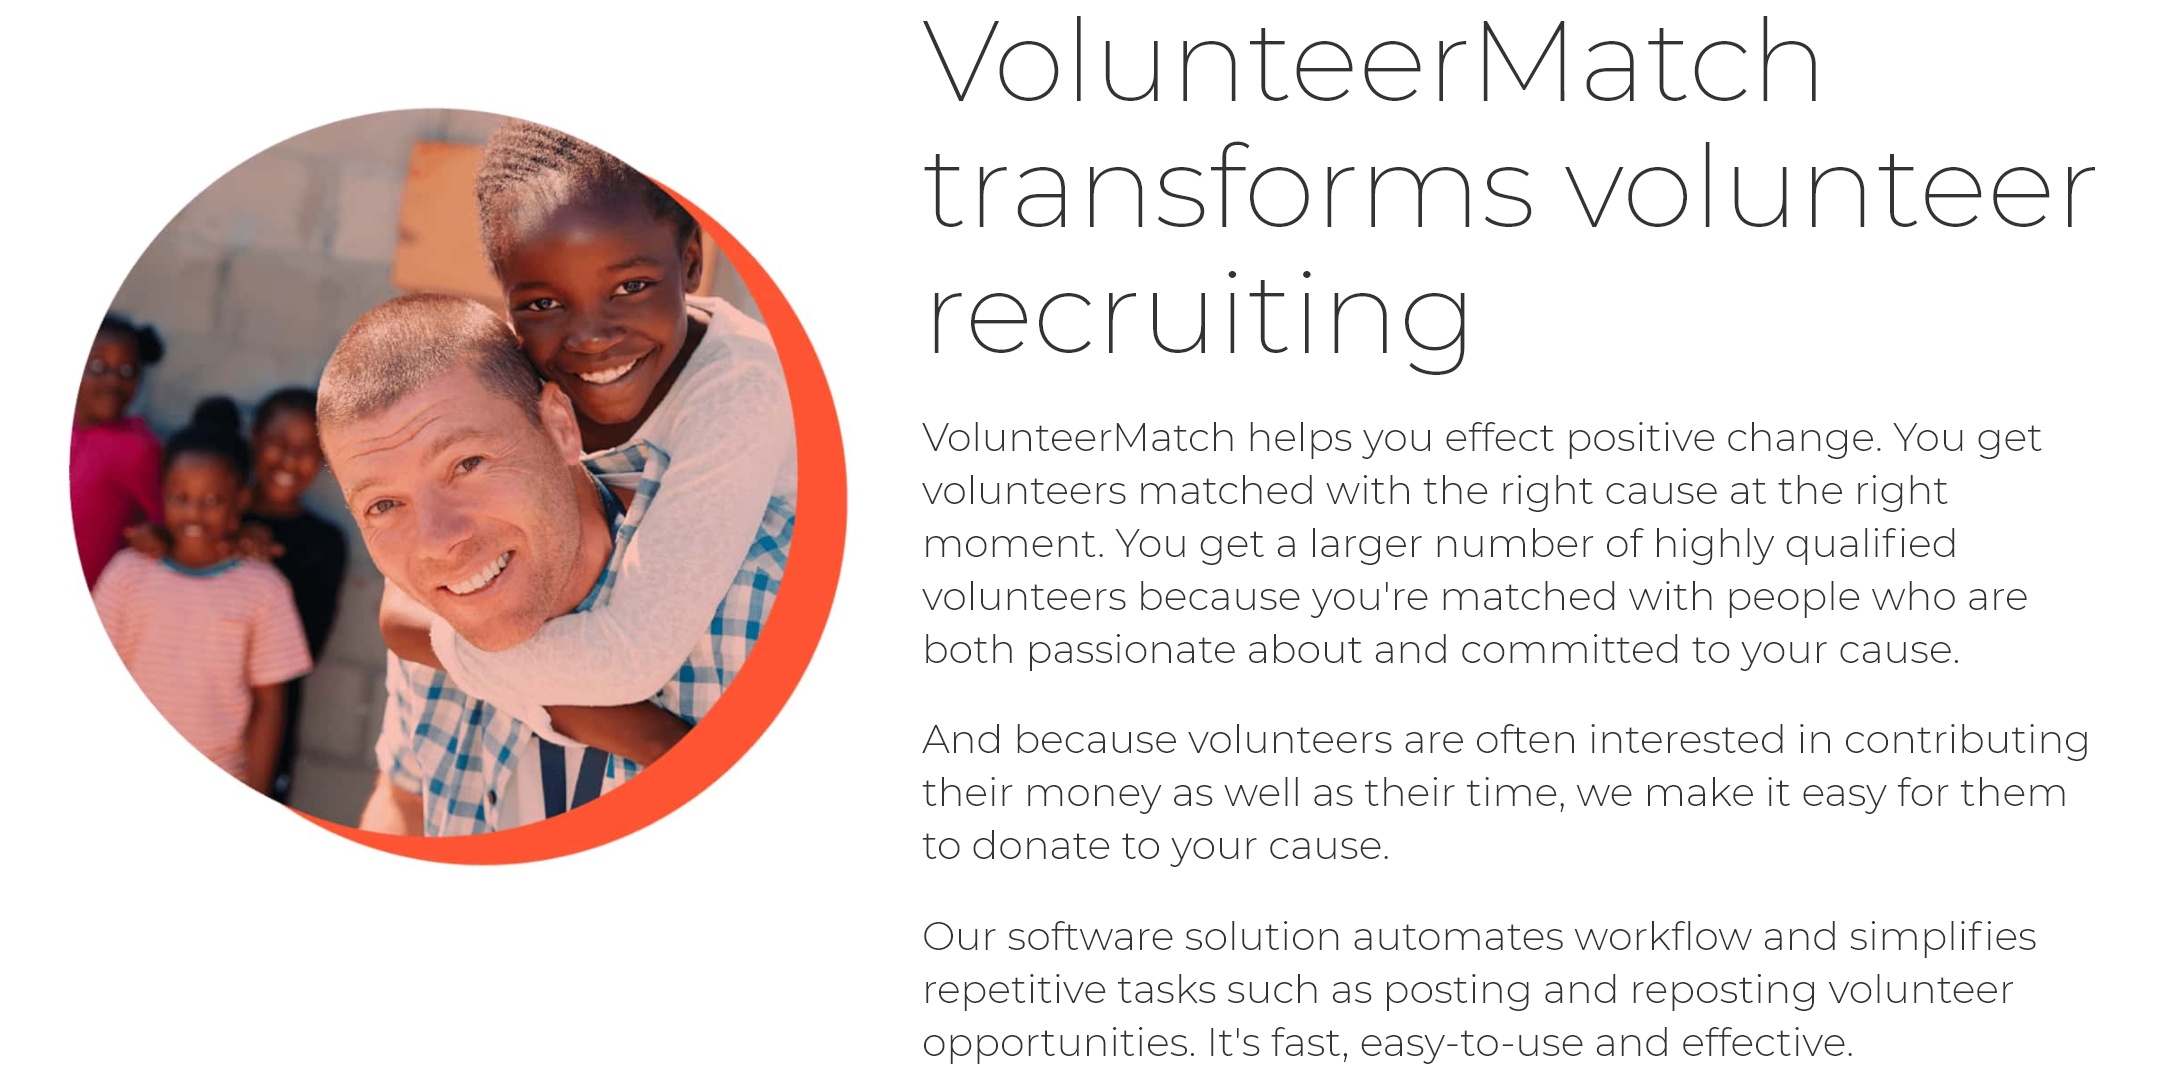 VolunteerMatch
transforms volunteer
recruiting
VolunteerMatch helps you effect positive change. You get
volunteers matched with the right cause at the right
moment. You get a larger number of highly qualified
volunteers because you're matched with people who are
both passionate about and committed to your cause.
And because volunteers are often interested in contributing
their money as well as their time, we make it easy for them
to donate to your cause.
Our software solution automates workflow and simplifies
repetitive tasks such as posting and reposting volunteer
opportunities. It's fast, easy-to-use and effective.